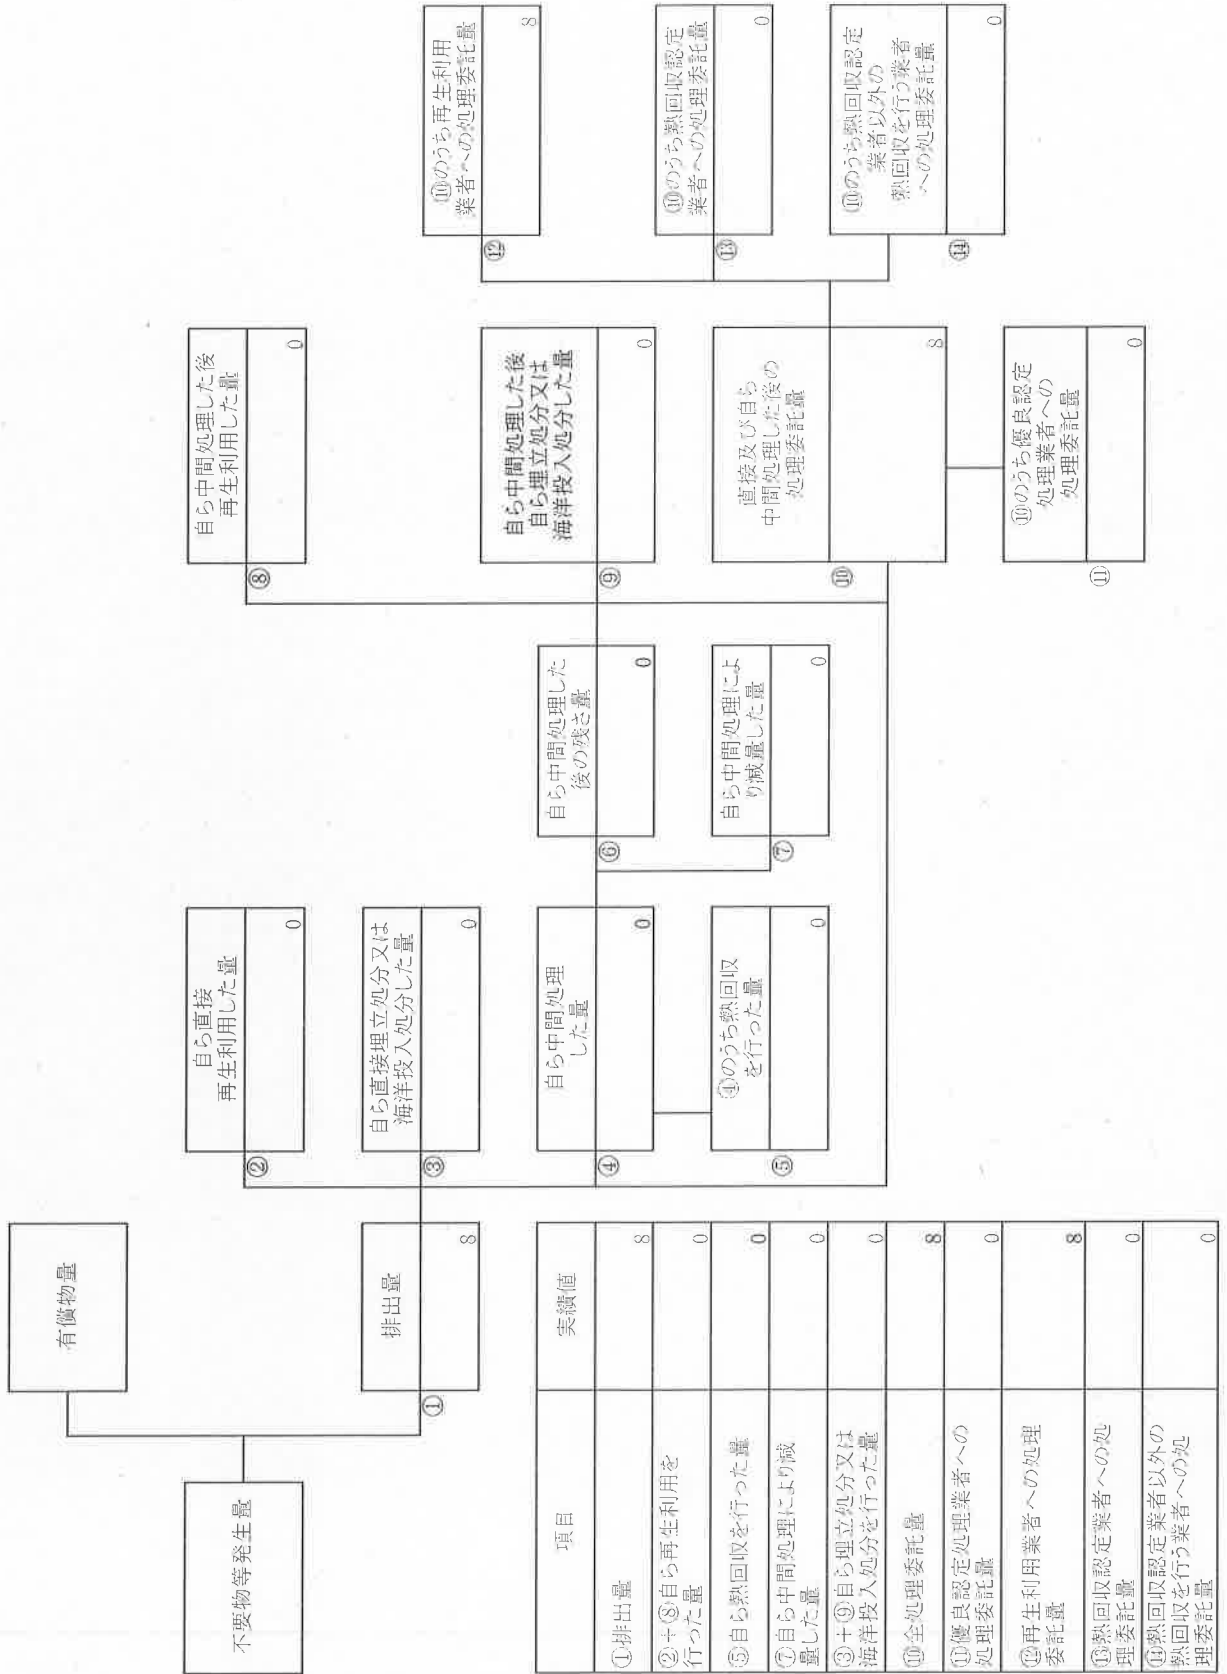 有償物量
不要物等発生量
①
排出量
8
②
自ら直接
再生利用した量
0
③
自ら直接埋立処分又は
海洋投入処分した量
0
④
自ら中間処理
した量
0
⑤
④のうち熱回収
を行った量
0
⑥
自ら中間処理した
後の残さ量
0
⑦
自ら中間処理によ
り減量した量
0
⑧
自ら中間処理した後
再生利用した量
0
⑨
自ら中間処理した後
自ら埋立処分又は
海洋投入処分した量
0
⑩
直接及び自ら
中間処理した後の
処理委託量
8
⑪
⑩のうち優良認定
処理業者への
処理委託量
0
⑫
⑩のうち再生利用
業者への処理委託量
8
⑬
⑩のうち熱回収認定
業者への処理委託量
0
⑭
⑩のうち熱回収認定
業者以外の
熱回収を行う業者
への処理委託量
0
項目 実績値
①排出量 8
②+⑧自ら再生利用を
行った量 0
⑤自ら熱回収を行った量 0
⑦自ら中間処理により減
量した量 0
③+⑨自ら埋立処分又は
海洋投入処分を行った量 0
⑩全処理委託量 8
⑪優良認定処理業者への
処理委託量 0
⑫再生利用業者への処理
委託量 8
⑬熱回収認定業者への処
理委託量 0
⑭熱回収認定業者以外の
熱回収を行う業者への処
理委託量 0